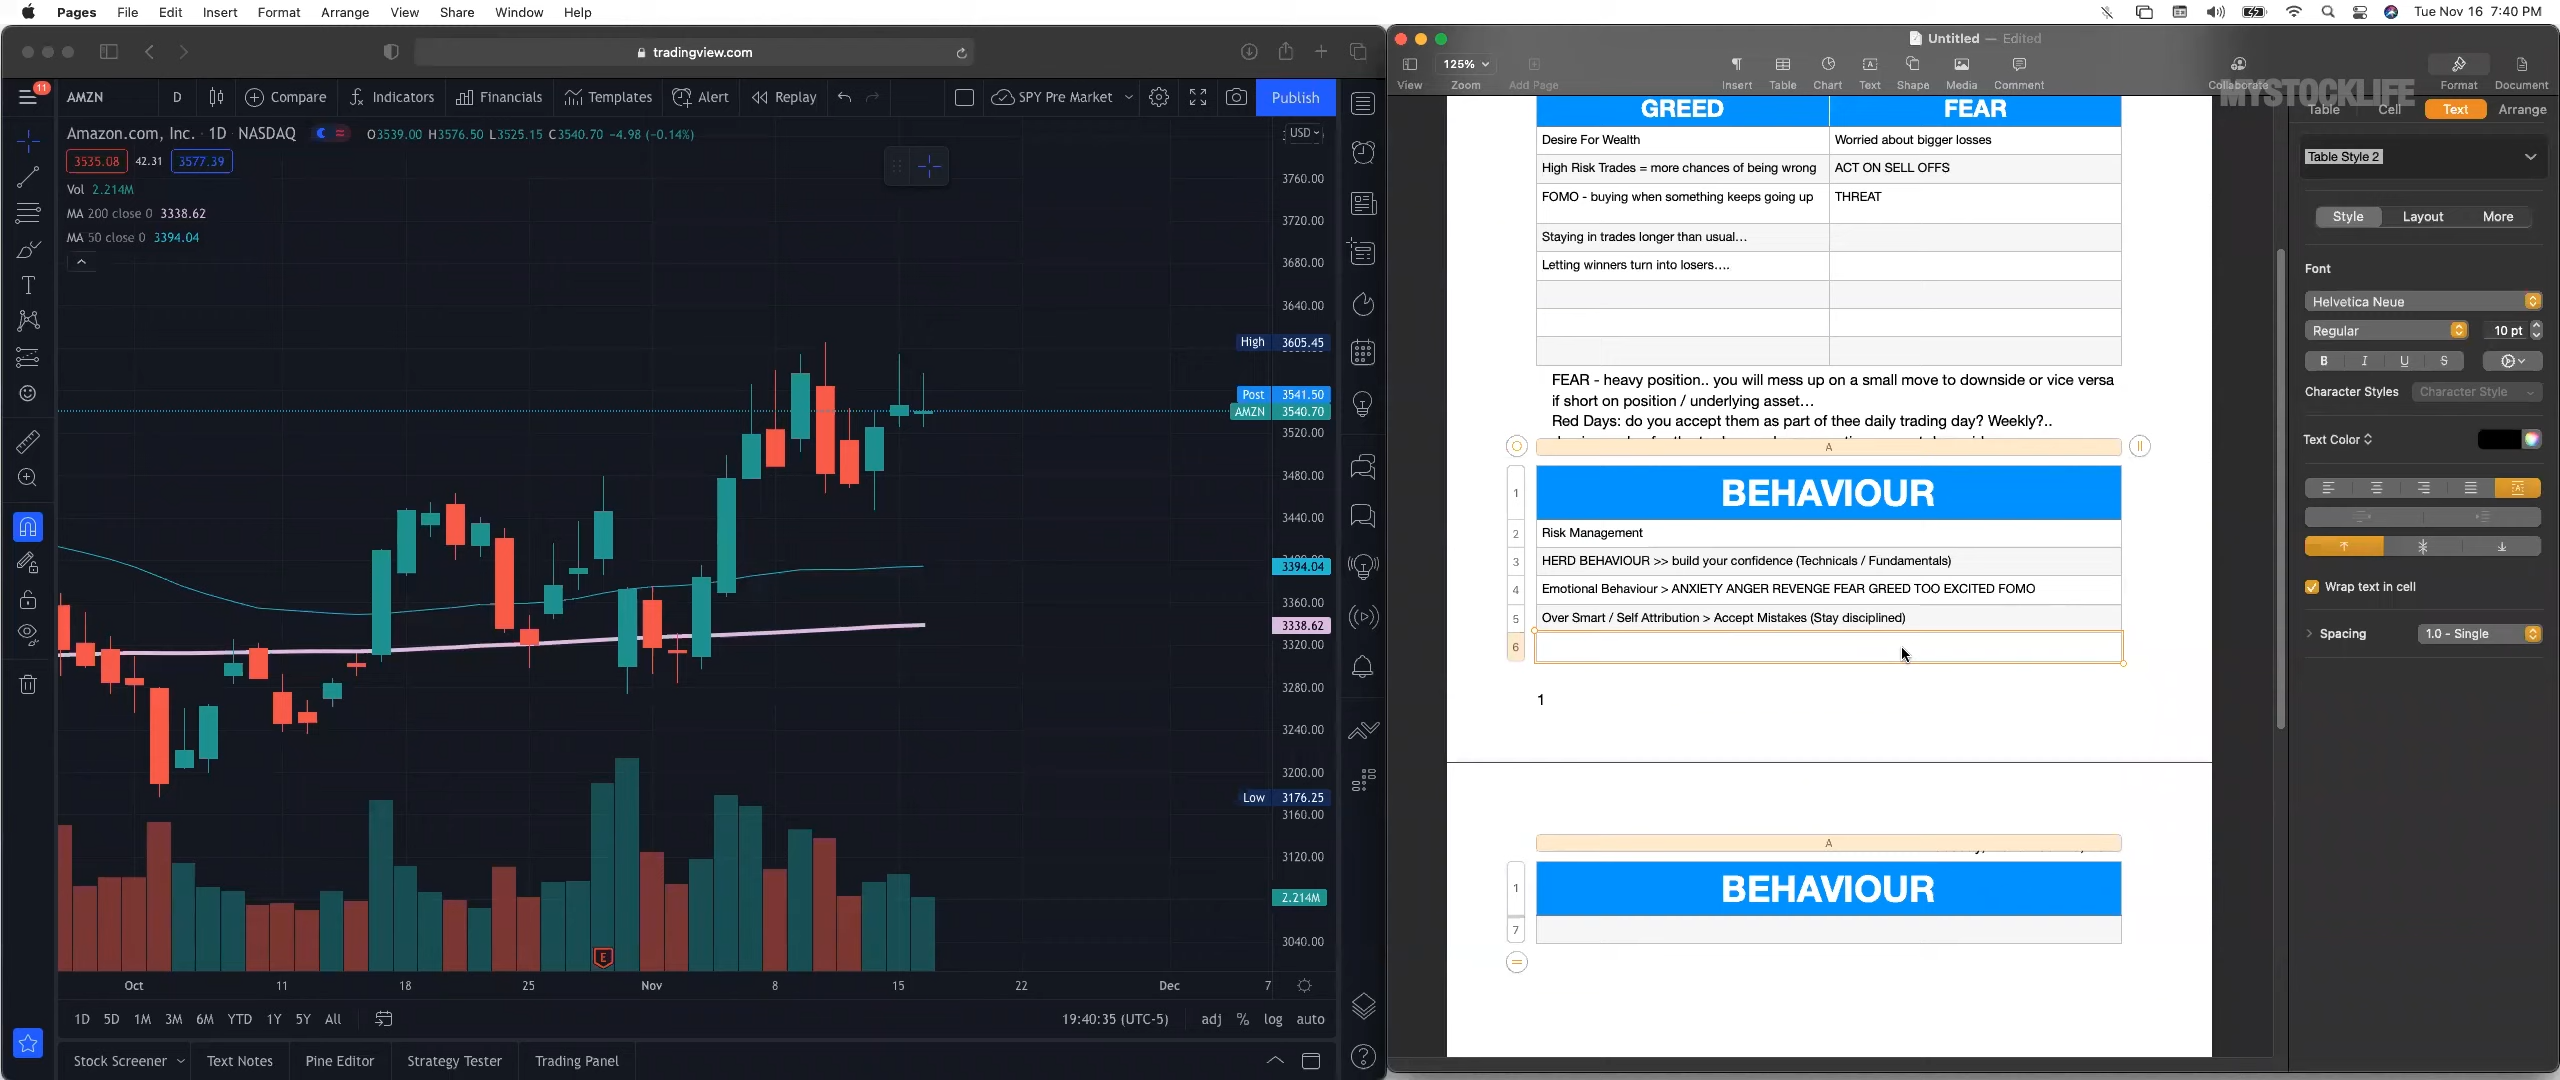 Pages File Edit Insert Format Arrange View Share Window Help
Tue Nov 16 7:40 PM
tradingview.com
11
AMZN D Compare Indicators Financials Templates Alert Replay SPY Pre Market Publish
Amazon.com, Inc. · 1D · NASDAQ O3539.00 H3576.50 L3525.15 C3540.70 −4.98 (−0.14%)
USD
3535.08 42.31 3577.39
Vol 2.214M
MA 200 close 0 3338.62
MA 50 close 0 3394.04
3760.00
3720.00
3680.00
3640.00
High 3605.45
Post 3541.50
AMZN 3540.70
3520.00
3480.00
3440.00
3394.04
3360.00
3338.62
3320.00
3280.00
3240.00
3200.00
Low 3176.25
3160.00
3120.00
2.214M
3040.00
E
Oct 11 18 25 Nov 8 15 22 Dec 7
1D 5D 1M 3M 6M YTD 1Y 5Y All
19:40:35 (UTC-5) adj % log auto
Stock Screener Text Notes Pine Editor Strategy Tester Trading Panel
Untitled — Edited
125%
View Zoom Add Page Insert Table Chart Text Shape Media Comment Collaborate Format Document
MYSTOCKLIFE
GREED FEAR
Desire For Wealth Worried about bigger losses
High Risk Trades = more chances of being wrong ACT ON SELL OFFS
FOMO - buying when something keeps going up THREAT
Staying in trades longer than usual…
Letting winners turn into losers….
FEAR - heavy position.. you will mess up on a small move to downside or vice versa
if short on position / underlying asset…
Red Days: do you accept them as part of thee daily trading day? Weekly?..
A
1 BEHAVIOUR
2 Risk Management
3 HERD BEHAVIOUR >> build your confidence (Technicals / Fundamentals)
4 Emotional Behaviour > ANXIETY ANGER REVENGE FEAR GREED TOO EXCITED FOMO
5 Over Smart / Self Attribution > Accept Mistakes (Stay disciplined)
6
1
A
1 BEHAVIOUR
7
Table Cell Text Arrange
Table Style 2
Style Layout More
Font
Helvetica Neue
Regular 10 pt
B I U S
Character Styles Character Style
Text Color
Wrap text in cell
Spacing 1.0 - Single